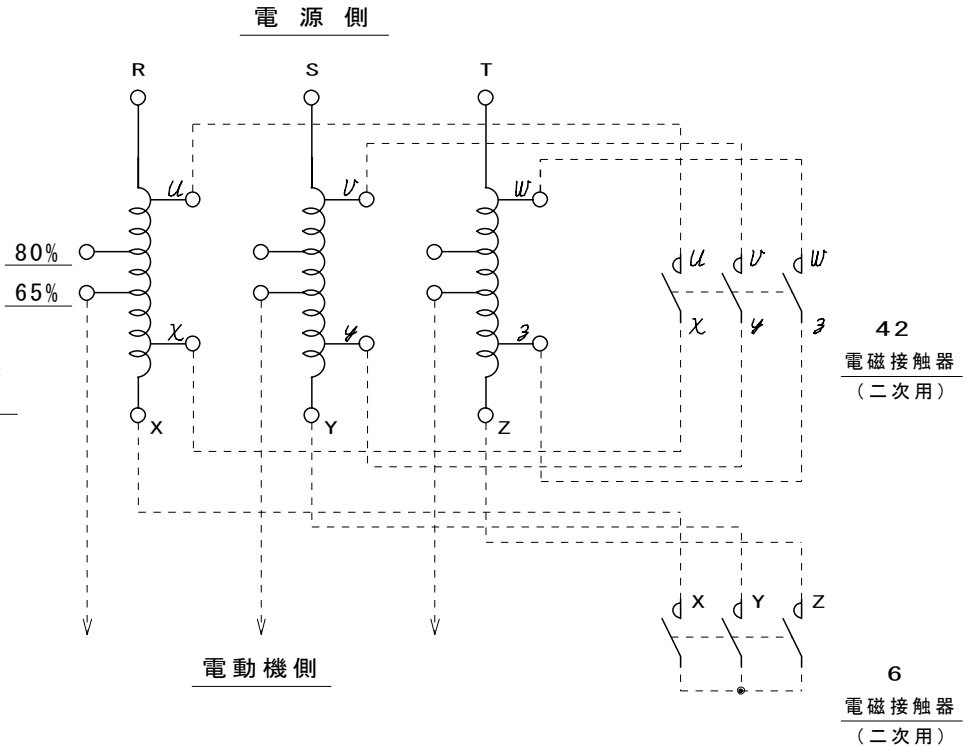 電源側
R S T
u v w
80%
65%
u v w
x y z
x y z
42
電磁接触器
(二次用)
X Y Z
X Y Z
電動機側
6
電磁接触器
(二次用)